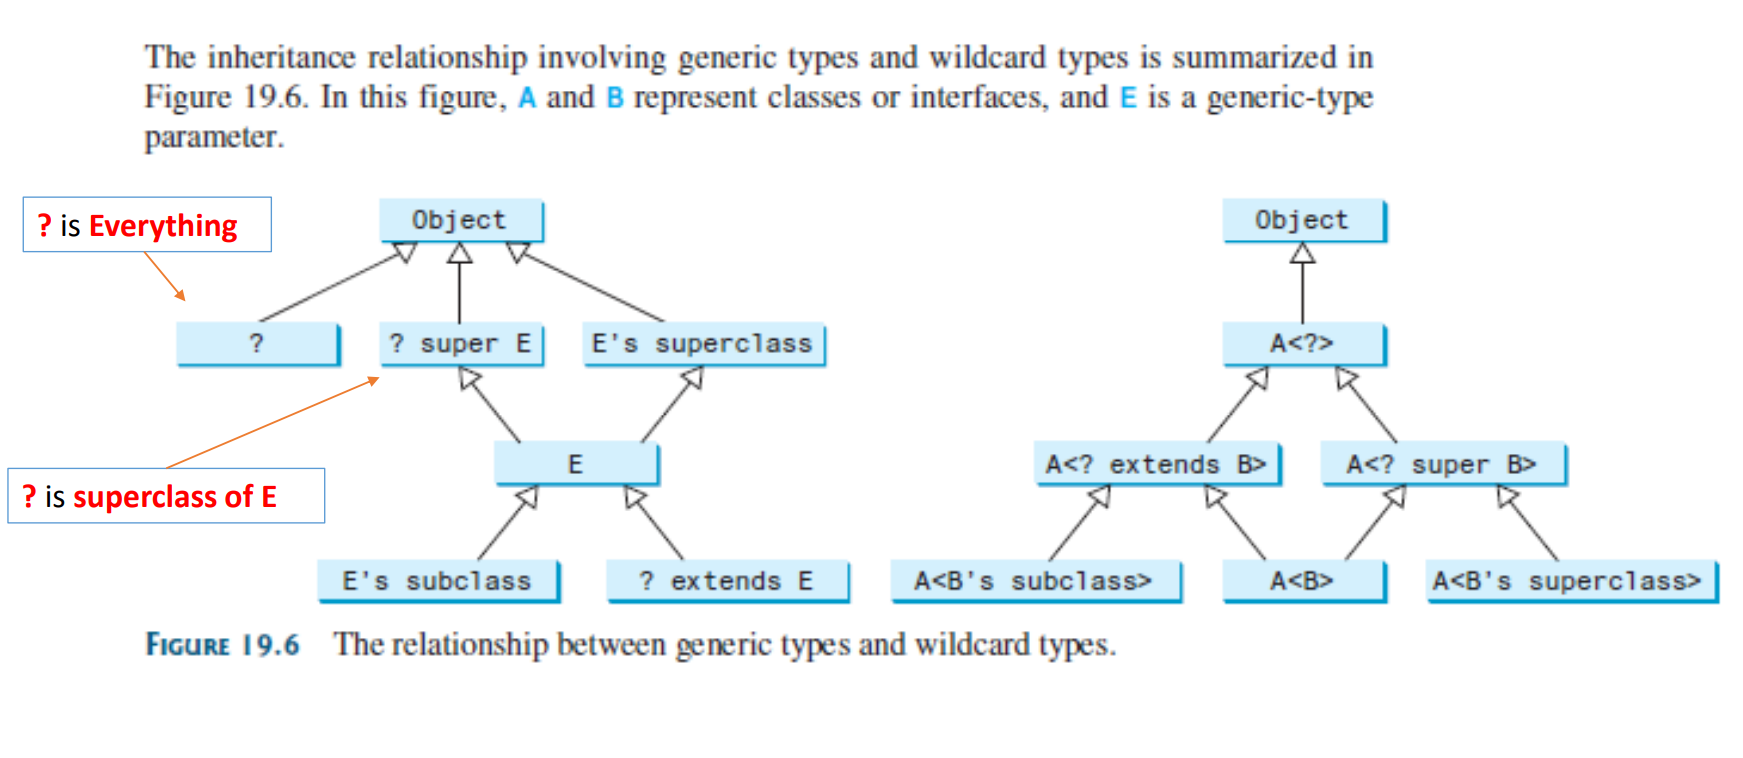 The inheritance relationship involving generic types and wildcard types is summarized in
Figure 19.6. In this figure, A and B represent classes or interfaces, and E is a generic-type
parameter.
? is Everything
Object
Object
?
? super E
E's superclass
A<?>
E
A<? extends B>
A<? super B>
? is superclass of E
E's subclass
? extends E
A<B's subclass>
A<B>
A<B's superclass>
FIGURE 19.6 The relationship between generic types and wildcard types.